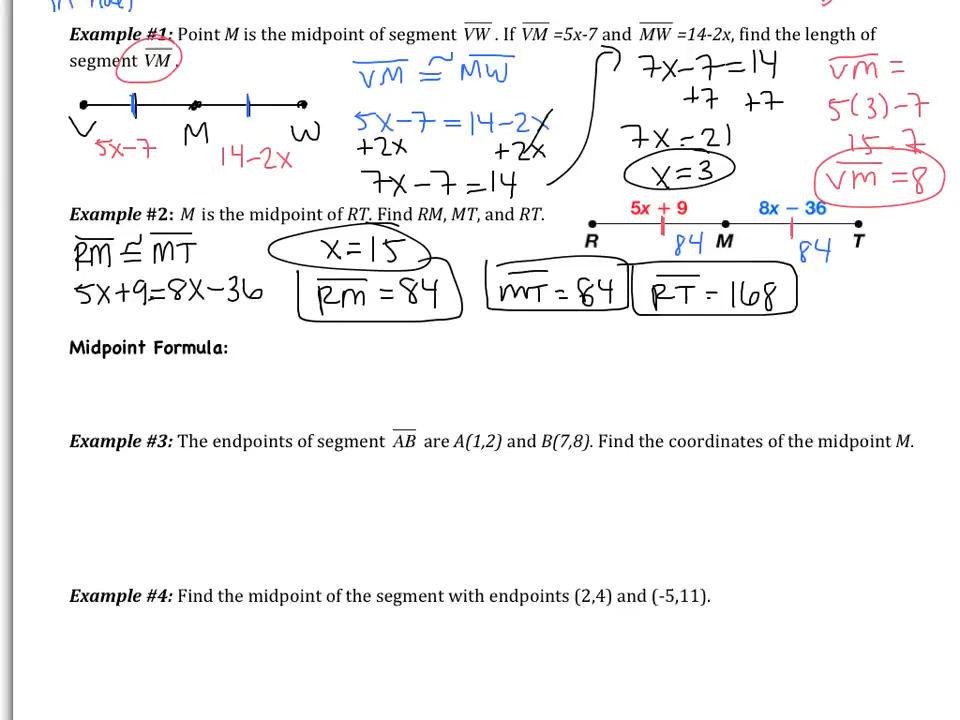 Example #1: Point M is the midpoint of segment VW. If VM =5x-7 and MW =14-2x, find the length of
segment VM.
V M W
5x-7 14-2x
VM ≅ MW
5x-7 = 14-2x
+2x +2x
7x-7 = 14
7x-7 = 14
+7 +7
7x = 21
x = 3
VM =
5(3)-7
15-7
VM = 8
Example #2: M is the midpoint of RT. Find RM, MT, and RT.
5x + 9 8x − 36
R 84 M 84 T
RM ≅ MT
5x+9=8x-36
x = 15
RM = 84
MT = 84
RT = 168
Midpoint Formula:
Example #3: The endpoints of segment AB are A(1,2) and B(7,8). Find the coordinates of the midpoint M.
Example #4: Find the midpoint of the segment with endpoints (2,4) and (-5,11).